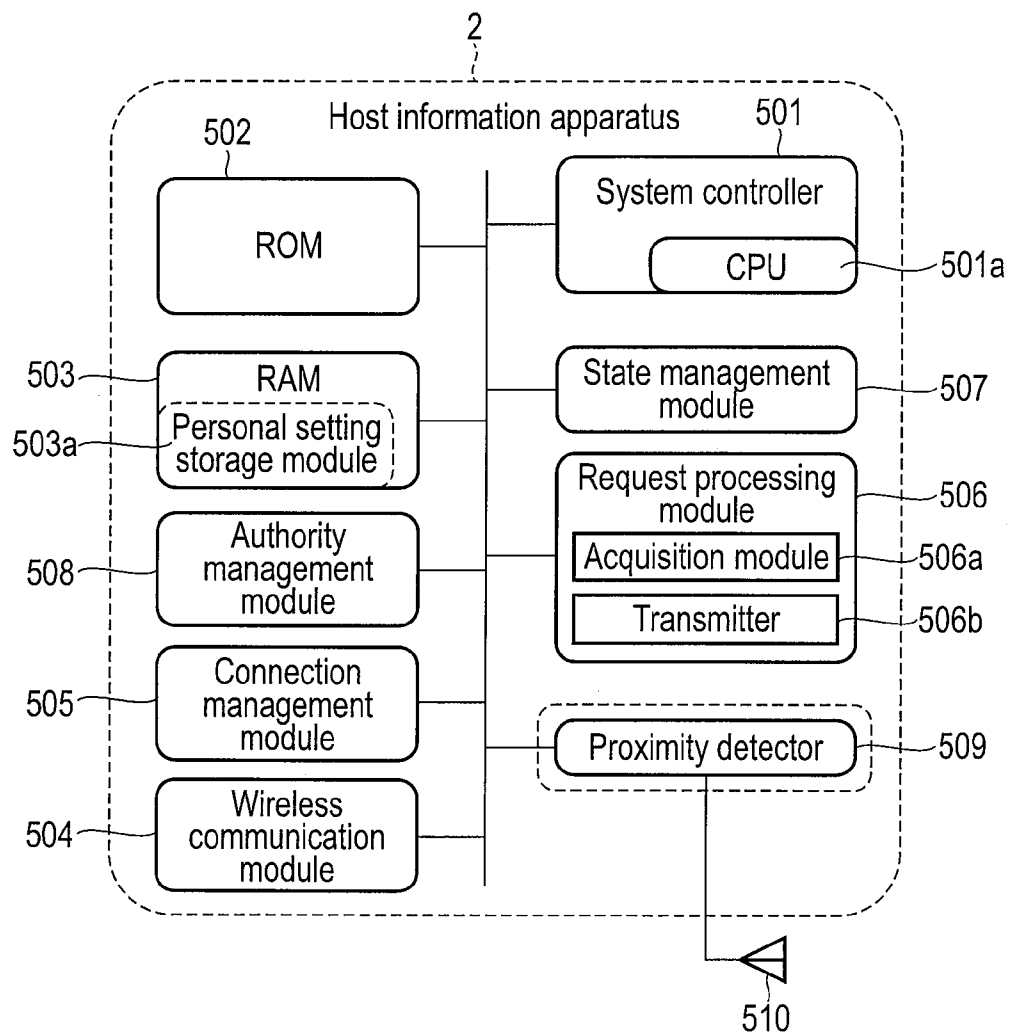 2
Host information apparatus
502
ROM
501
System controller
CPU
501a
503
RAM
503a
Personal setting
storage module
State management
module
507
Request processing
module
506
Acquisition module
506a
Transmitter
506b
508
Authority
management
module
505
Connection
management
module
Proximity detector
509
504
Wireless
communication
module
510